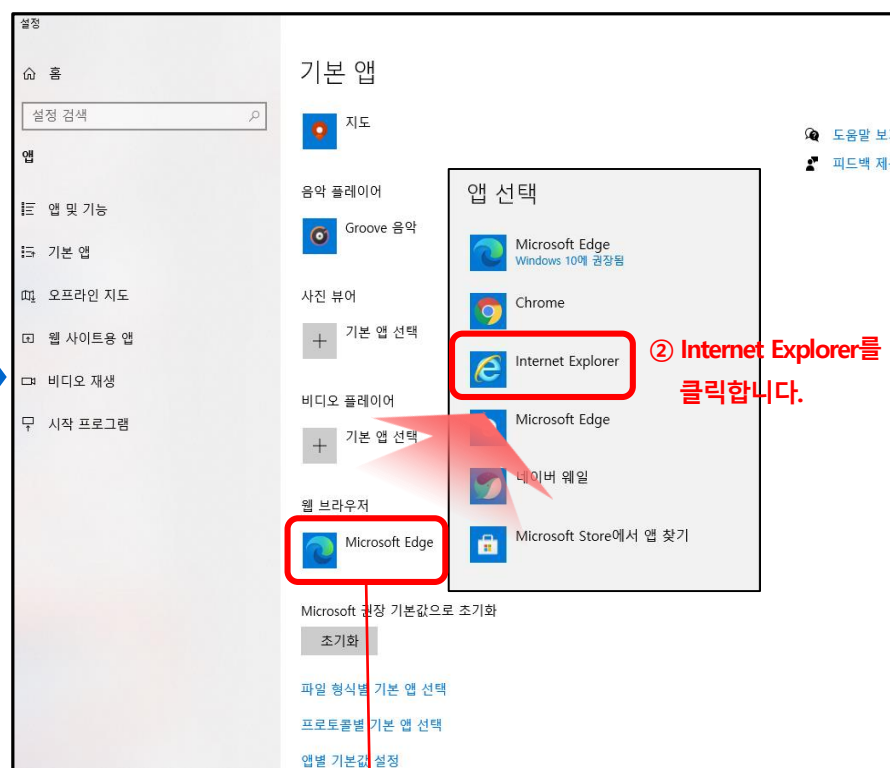 설정
홈
설정 검색
앱
앱 및 기능
기본 앱
오프라인 지도
웹 사이트용 앱
비디오 재생
시작 프로그램
기본 앱
지도
음악 플레이어
Groove 음악
사진 뷰어
기본 앱 선택
비디오 플레이어
기본 앱 선택
웹 브라우저
Microsoft Edge
Microsoft 권장 기본값으로 초기화
초기화
파일 형식별 기본 앱 선택
프로토콜별 기본 앱 선택
앱별 기본값 설정
앱 선택
Microsoft Edge
Windows 10에 권장됨
Chrome
Internet Explorer
Microsoft Edge
네이버 웨일
Microsoft Store에서 앱 찾기
② Internet Explorer를
클릭합니다.
도움말
피드백